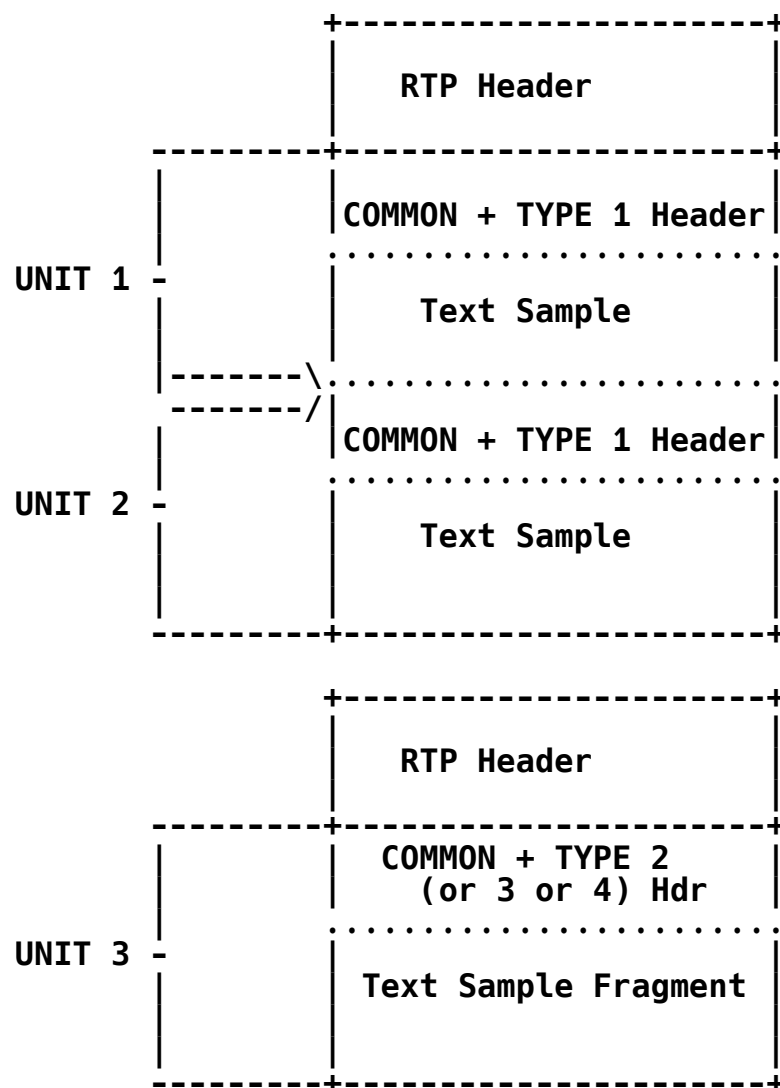 RTP Header
COMMON + TYPE 1 Header
UNIT 1
Text Sample
COMMON + TYPE 1 Header
UNIT 2
Text Sample
RTP Header
COMMON + TYPE 2
(or 3 or 4) Hdr
UNIT 3
Text Sample Fragment